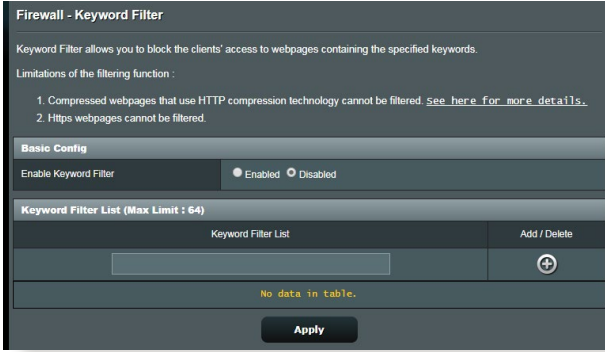 Firewall - Keyword Filter
Keyword Filter allows you to block the clients' access to webpages containing the specified keywords.
Limitations of the filtering function :
1. Compressed webpages that use HTTP compression technology cannot be filtered. See here for more details.
2. Https webpages cannot be filtered.
Basic Config
Enable Keyword Filter Enabled Disabled
Keyword Filter List (Max Limit : 64)
Keyword Filter List Add / Delete
No data in table.
Apply